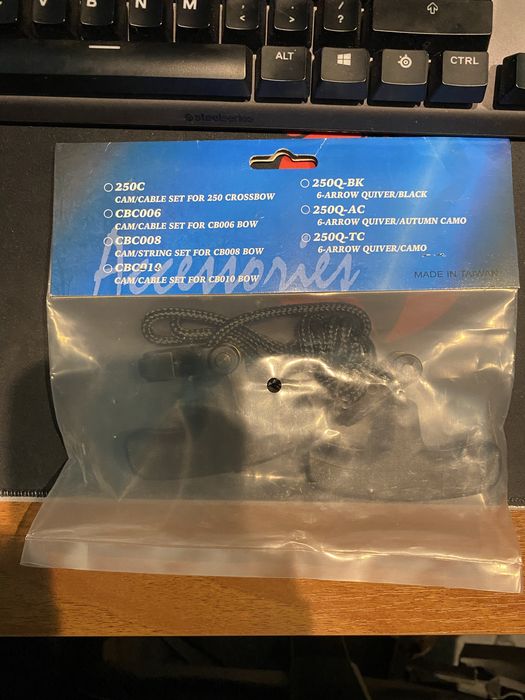 V
B
N
M
<
,
>
.
?
/
ALT
CTRL
steelseries
250C
CAM/CABLE SET FOR 250 CROSSBOW
CBC006
CAM/CABLE SET FOR CB006 BOW
CBC008
CAM/STRING SET FOR CB008 BOW
CBC010
CAM/CABLE SET FOR CB010 BOW
250Q-BK
6-ARROW QUIVER/BLACK
250Q-AC
6-ARROW QUIVER/AUTUMN CAMO
250Q-TC
6-ARROW QUIVER/CAMO
Accessories
MADE IN TAIWAN